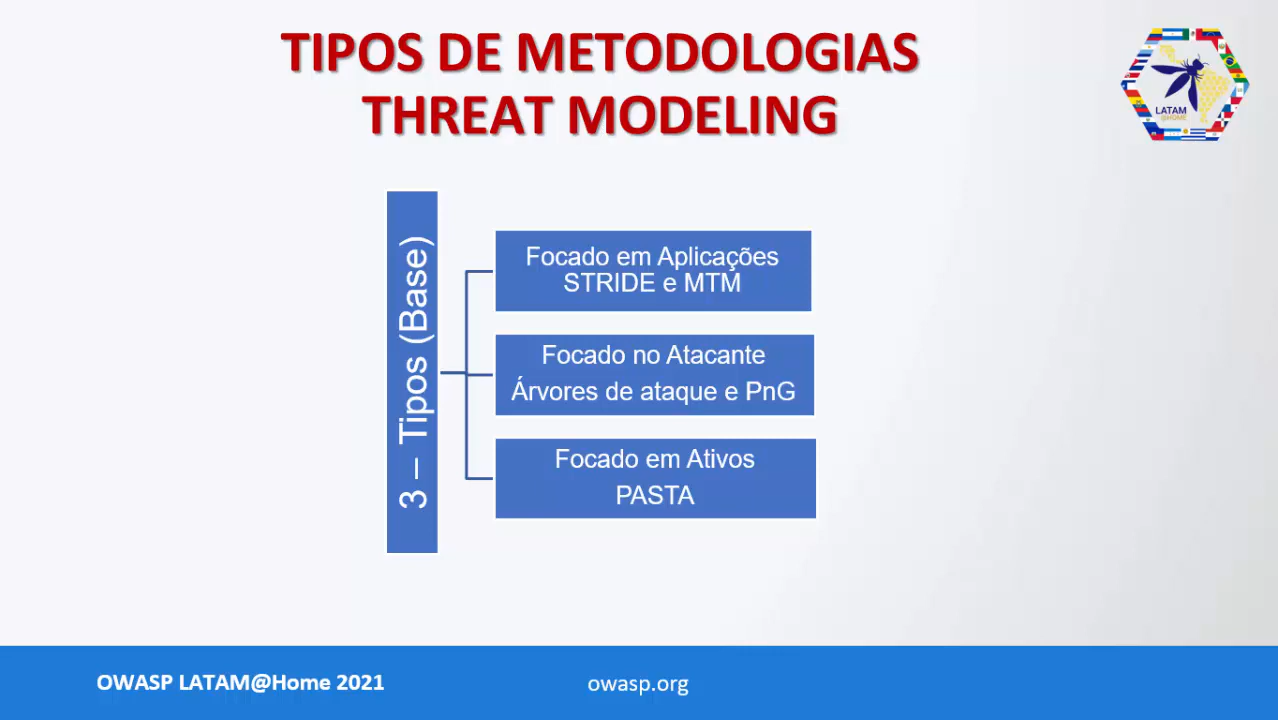 TIPOS DE METODOLOGIAS
THREAT MODELING
LATAM
@HOME
3 – Tipos (Base)
Focado em Aplicações
STRIDE e MTM
Focado no Atacante
Árvores de ataque e PnG
Focado em Ativos
PASTA
OWASP LATAM@Home 2021
owasp.org